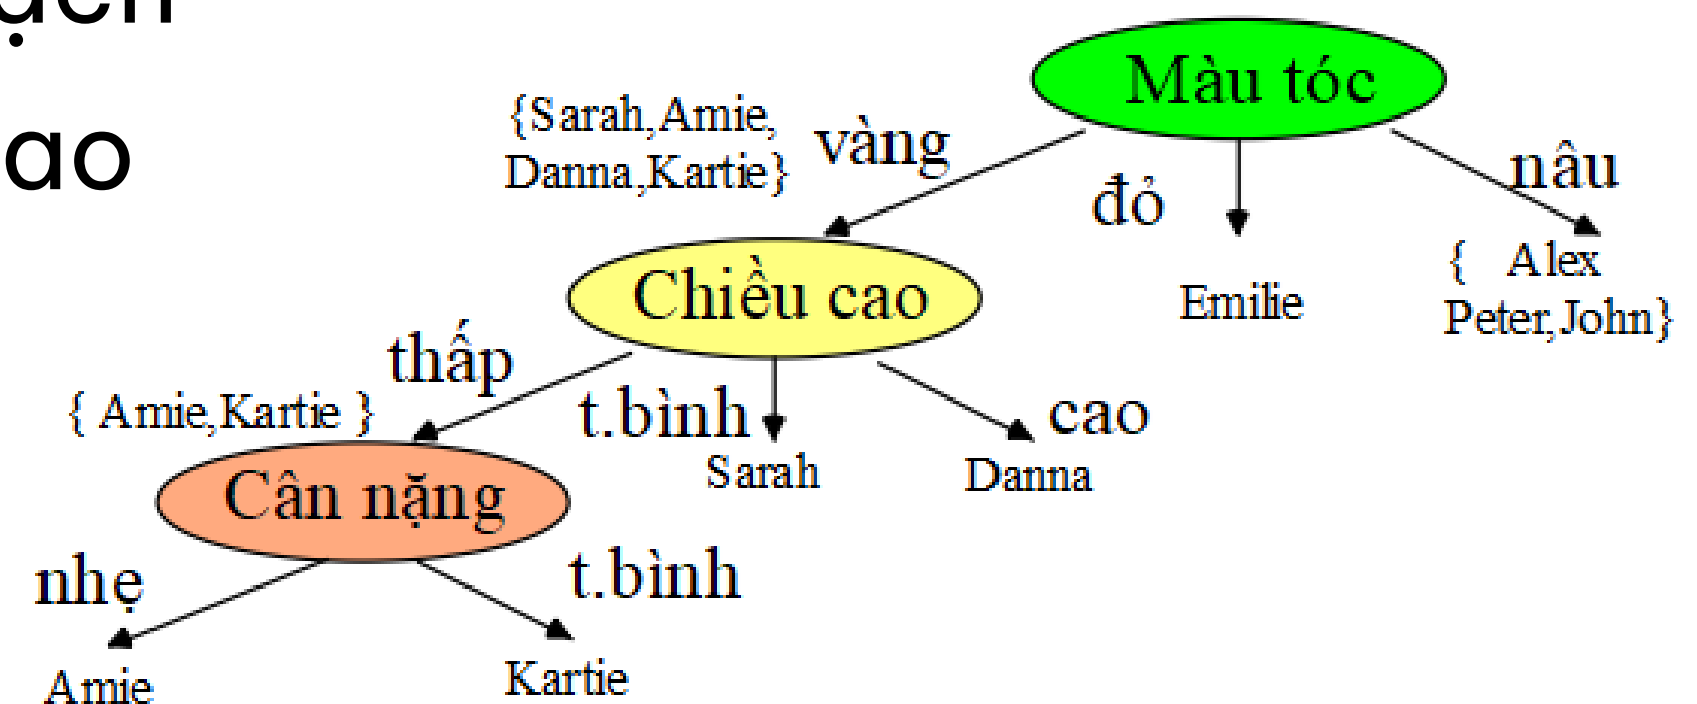 ạch
ao
Màu tóc
{Sarah,Amie,
Danna,Kartie}
vàng
đỏ
nâu
Chiều cao
Emilie
{ Alex
Peter,John}
thấp
{ Amie,Kartie }
t.bình
cao
Sarah
Danna
Cân nặng
nhẹ
t.bình
Amie
Kartie